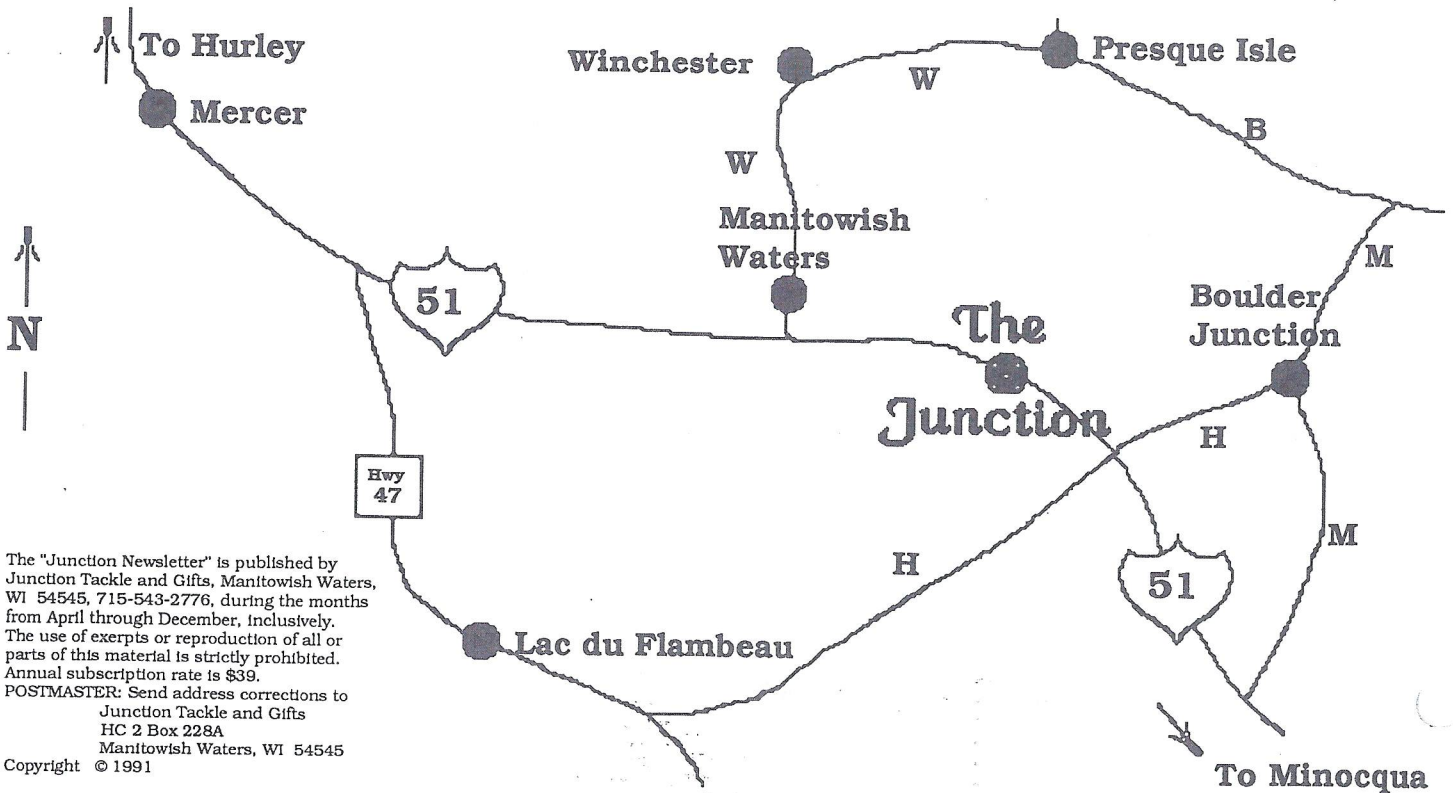 To Hurley
Mercer
Winchester
W
Presque Isle
B
W
Manitowish
Waters
M
N
51
The
Junction
Boulder
Junction
H
Hwy
47
H
M
51
Lac du Flambeau
To Minocqua
The "Junction Newsletter" is published by
Junction Tackle and Gifts, Manitowish Waters,
WI 54545, 715-543-2776, during the months
from April through December, inclusively.
The use of exerpts or reproduction of all or
parts of this material is strictly prohibited.
Annual subscription rate is $39.
POSTMASTER: Send address corrections to
Junction Tackle and Gifts
HC 2 Box 228A
Manitowish Waters, WI 54545
Copyright © 1991